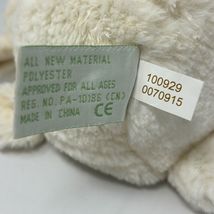 ALL NEW MATERIAL
POLYESTER
APPROVED FOR ALL AGES
REG. NO. PA-10186 (CN)
MADE IN CHINA CE
100929
0070915